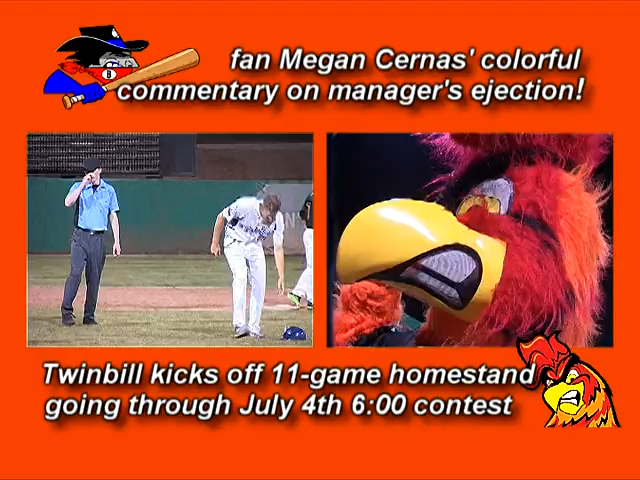 fan Megan Cernas' colorful
commentary on manager's ejection!
Twinbill kicks off 11-game homestand
going through July 4th 6:00 contest